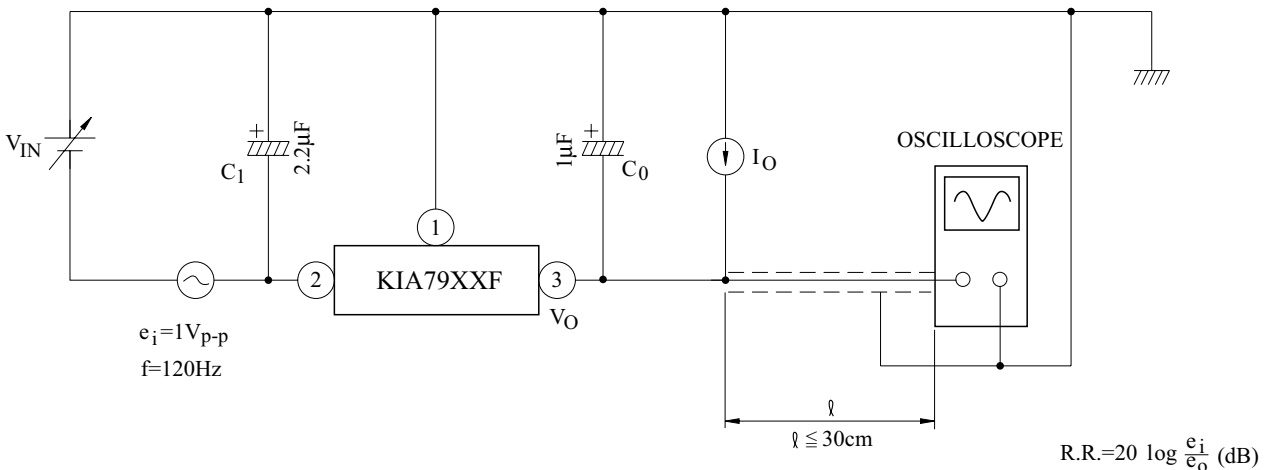 V_IN
C_1
+
2.2μF
1μF
+
C_0
I_O
OSCILLOSCOPE
1
2
KIA79XXF
3
V_O
e_i=1V_p-p
f=120Hz
ℓ
ℓ ≦ 30cm
R.R.=20 log e_i/e_o (dB)